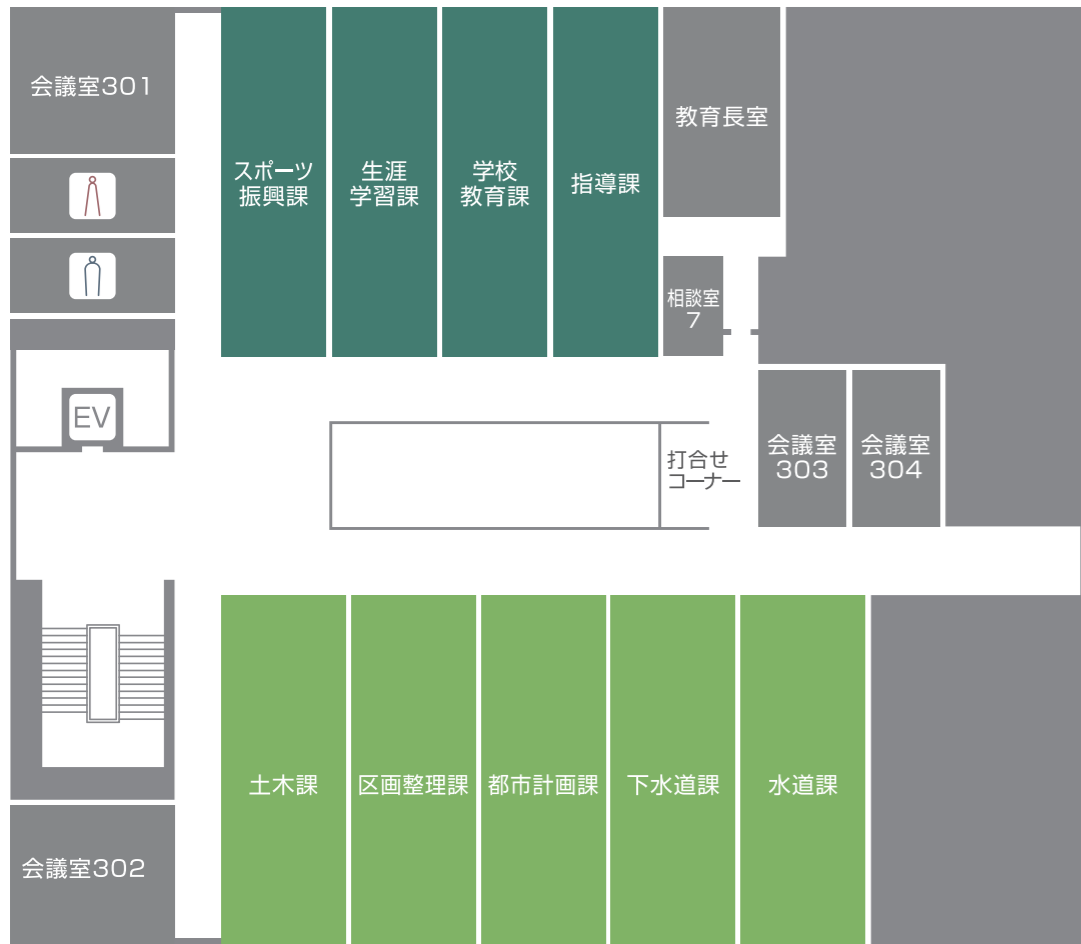 会議室301
スポーツ
振興課
生涯
学習課
学校
教育課
指導課
教育長室
相談室
7
EV
打合せ
コーナー
会議室
303
会議室
304
土木課
区画整理課
都市計画課
下水道課
水道課
会議室302